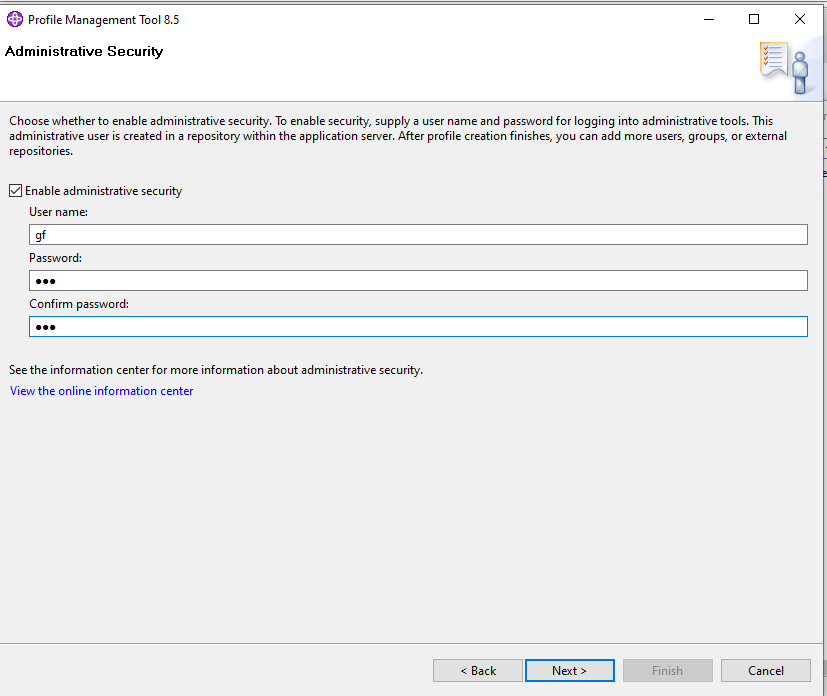 Profile Management Tool 8.5
Administrative Security
Choose whether to enable administrative security. To enable security, supply a user name and password for logging into administrative tools. This
administrative user is created in a repository within the application server. After profile creation finishes, you can add more users, groups, or external
repositories.
Enable administrative security
User name:
gf
Password:
●●●
Confirm password:
●●●
See the information center for more information about administrative security.
View the online information center
< Back
Next >
Finish
Cancel